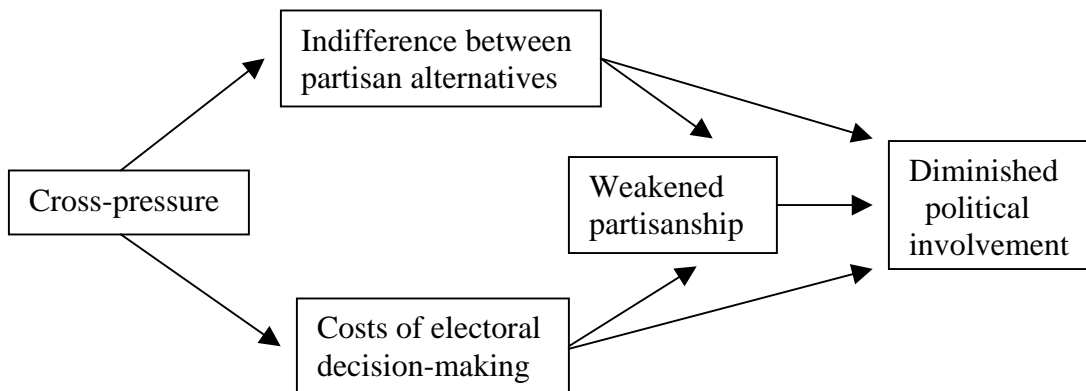 Indifference between
partisan alternatives
Cross-pressure
Weakened
partisanship
Diminished
political
involvement
Costs of electoral
decision-making